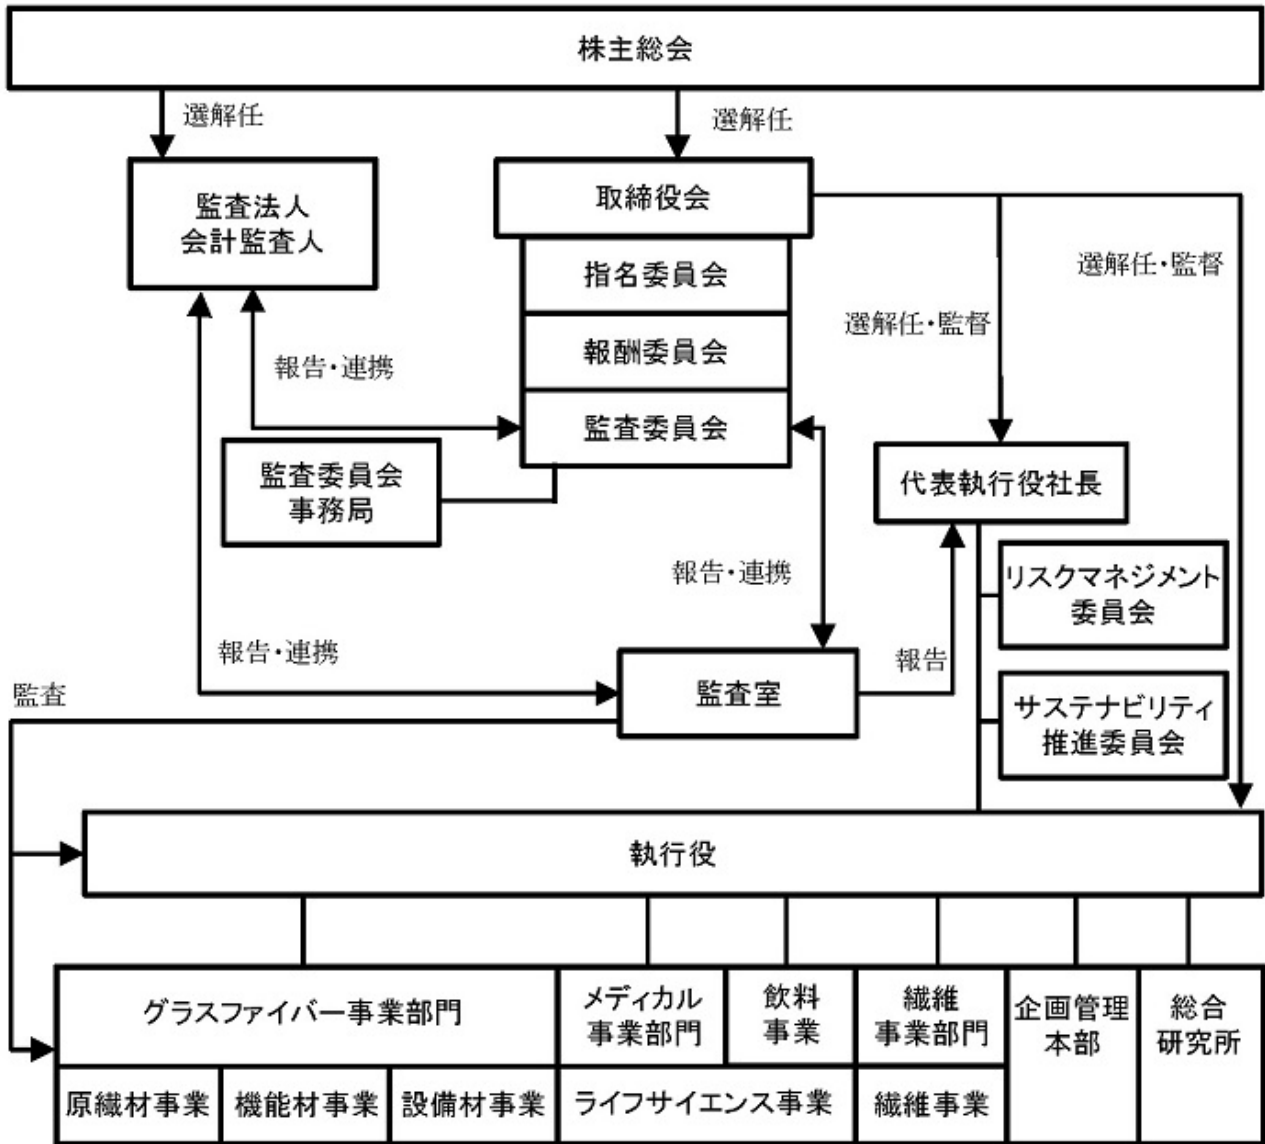 株主総会
選解任
選解任
監査法人
会計監査人
取締役会
指名委員会
報酬委員会
監査委員会
選解任・監督
選解任・監督
報告・連携
監査委員会
事務局
代表執行役社長
リスクマネジメント
委員会
報告・連携
報告・連携
監査室
報告
サステナビリティ
推進委員会
監査
執行役
グラスファイバー事業部門
メディカル
事業部門
飲料
事業
繊維
事業部門
企画管理
本部
総合
研究所
原繊材事業
機能材事業
設備材事業
ライフサイエンス事業
繊維事業